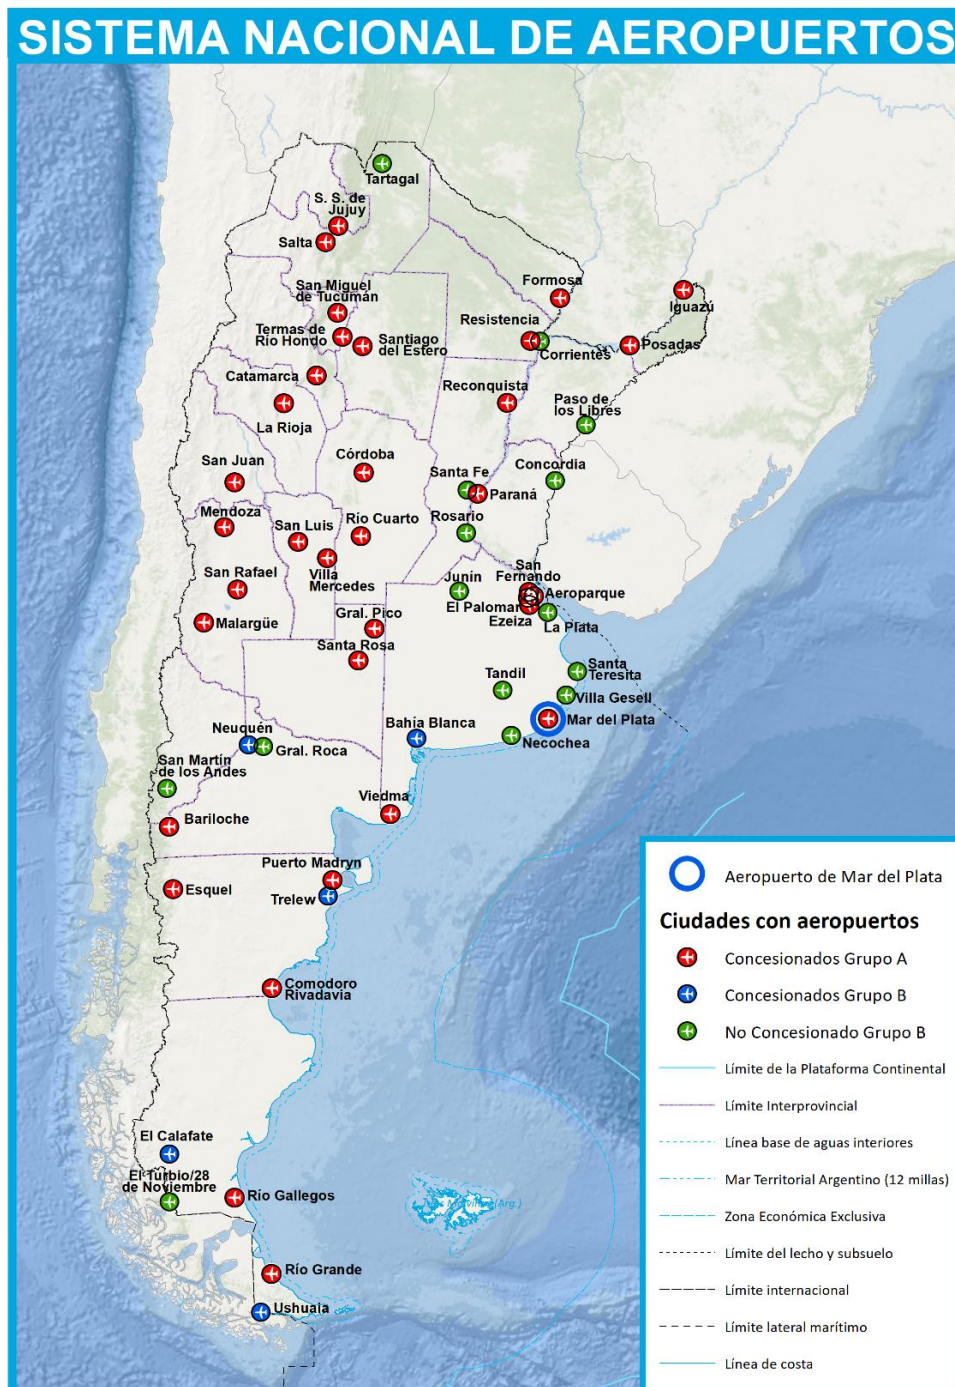 SISTEMA NACIONAL DE AEROPUERTOS
Tartagal
S. S. de
Jujuy
Salta
San Miguel
de Tucumán
Termas de
Río Hondo
Santiago
del Estero
Formosa
Iguazú
Resistencia
Corrientes
Posadas
Catamarca
La Rioja
Reconquista
Paso de
los Libres
San Juan
Córdoba
Santa Fe
Concordia
Paraná
Mendoza
San Luis
Río Cuarto
Rosario
Villa
Mercedes
San Rafael
Junín
San
Fernando
Aeroparque
El Palomar
Ezeiza
La Plata
Malargüe
Gral. Pico
Santa Rosa
Tandil
Santa
Teresita
Villa Gesell
Mar del Plata
Necochea
Neuquén
Gral. Roca
Bahía Blanca
San Martín
de los Andes
Bariloche
Viedma
Puerto Madryn
Esquel
Trelew
Comodoro
Rivadavia
El Calafate
El Turbio/28
de Noviembre
Río Gallegos
(Arg.)
Río Grande
Ushuaia
Aeropuerto de Mar del Plata
Ciudades con aeropuertos
Concesionados Grupo A
Concesionados Grupo B
No Concesionado Grupo B
Límite de la Plataforma Continental
Límite Interprovincial
Línea base de aguas interiores
Mar Territorial Argentino (12 millas)
Zona Económica Exclusiva
Límite del lecho y subsuelo
Límite internacional
Límite lateral marítimo
Línea de costa